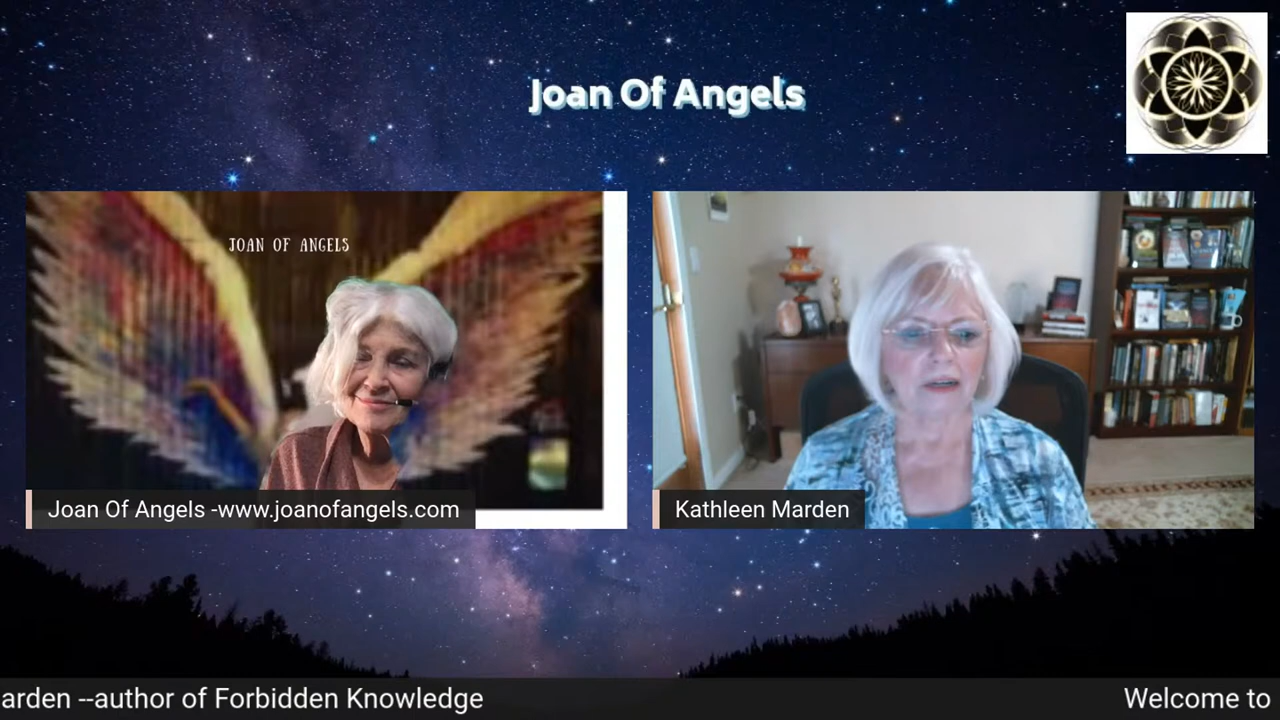 Joan Of Angels
JOAN OF ANGELS
Joan Of Angels -www.joanofangels.com
Kathleen Marden
arden --author of Forbidden Knowledge
Welcome to